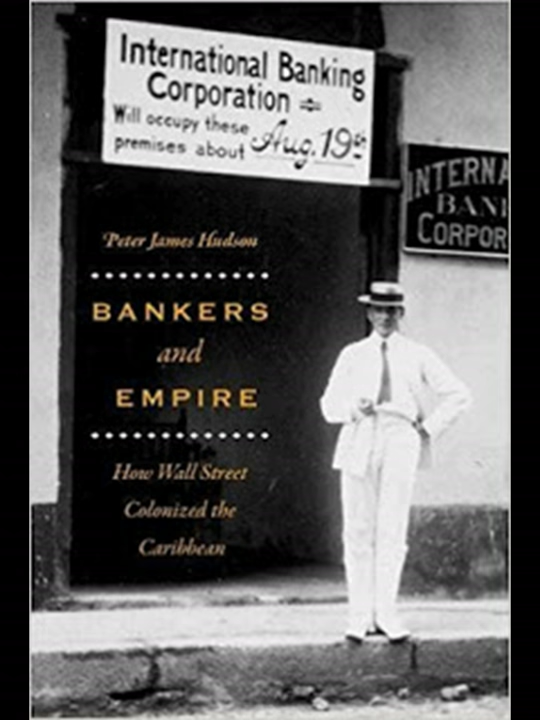 International Banking
Corporation
Will occupy these
premises about Aug. 19th
INTERNA
BANI
CORPOR
Peter James Hudson
BANKERS
and
EMPIRE
How Wall Street
Colonized the
Caribbean